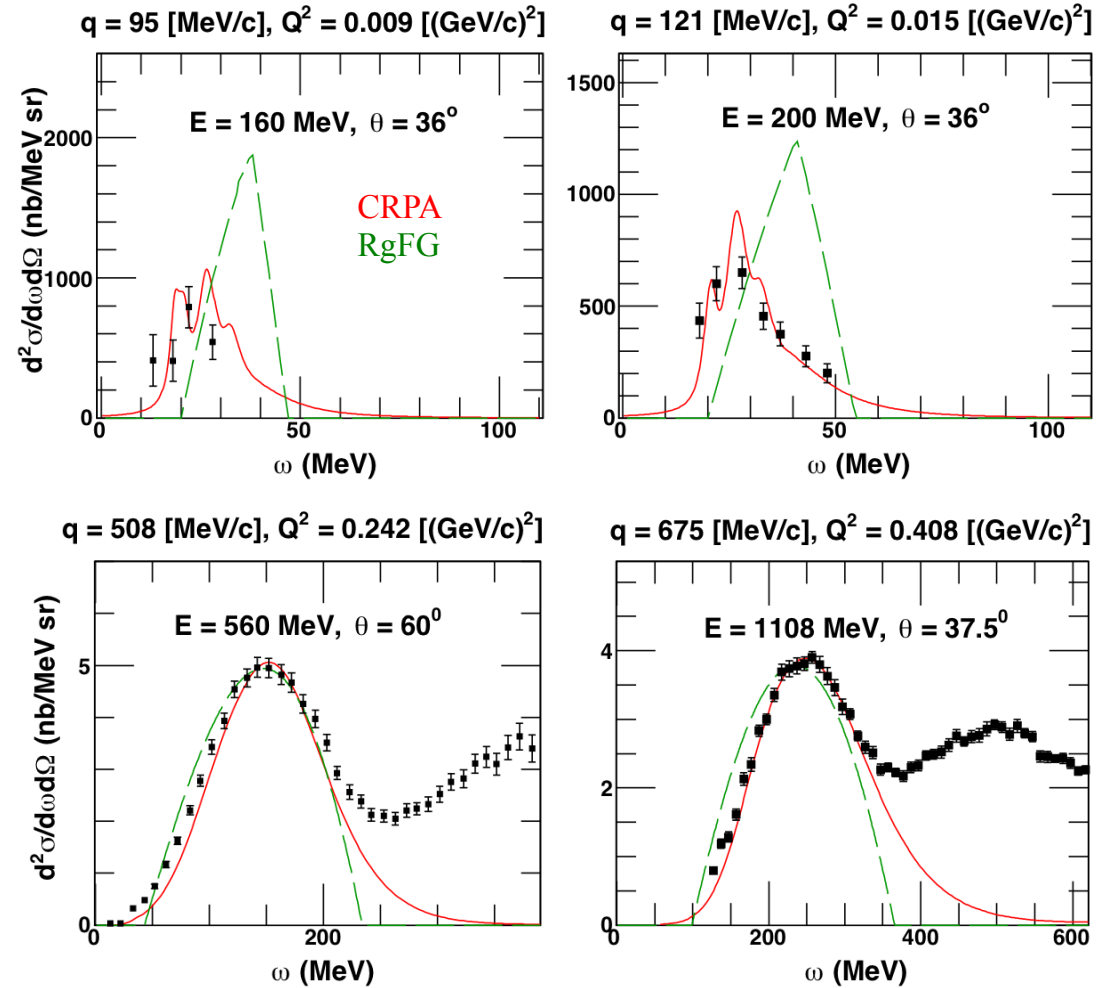 q = 95 [MeV/c], Q² = 0.009 [(GeV/c)²]
d²σ/dωdΩ (nb/MeV sr)
2000
1000
0
E = 160 MeV, θ = 36°
CRPA
RgFG
0 50 100
ω (MeV)
q = 121 [MeV/c], Q² = 0.015 [(GeV/c)²]
1500
1000
500
0
E = 200 MeV, θ = 36°
0 50 100
ω (MeV)
q = 508 [MeV/c], Q² = 0.242 [(GeV/c)²]
d²σ/dωdΩ (nb/MeV sr)
5
0
E = 560 MeV, θ = 60⁰
0 200
ω (MeV)
q = 675 [MeV/c], Q² = 0.408 [(GeV/c)²]
4
2
0
E = 1108 MeV, θ = 37.5⁰
0 200 400 600
ω (MeV)